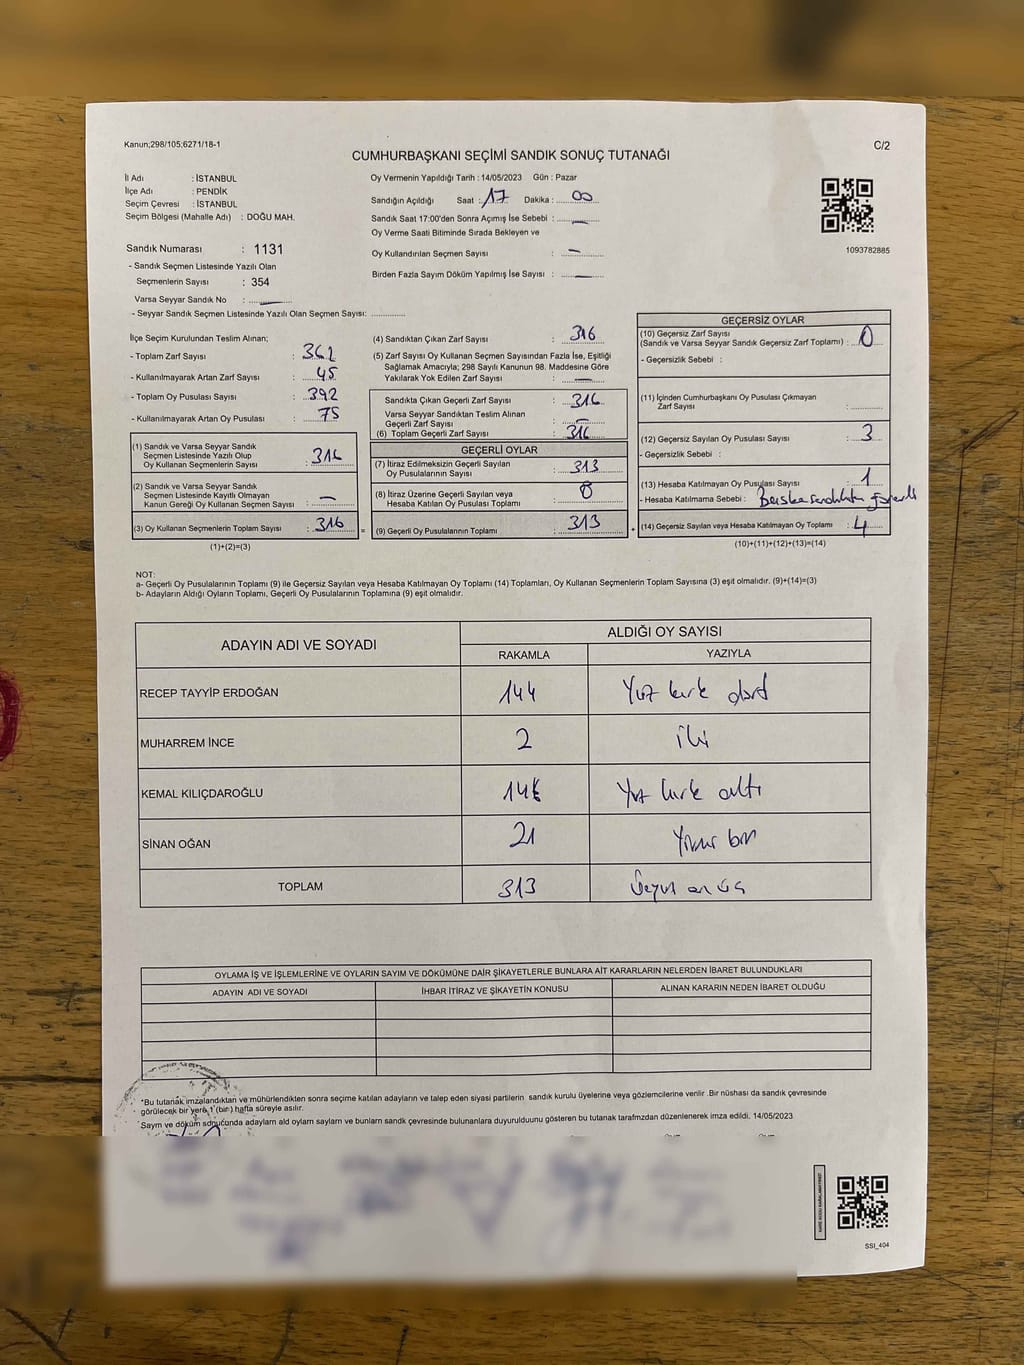 Kanun;298/105;6271/18-1
C/2
CUMHURBAŞKANI SEÇİMİ SANDIK SONUÇ TUTANAĞI
İl Adı : İSTANBUL
İlçe Adı : PENDİK
Seçim Çevresi : İSTANBUL
Seçim Bölgesi (Mahalle Adı) : DOĞU MAH.
Sandık Numarası : 1131
- Sandık Seçmen Listesinde Yazılı Olan
Seçmenlerin Sayısı : 354
Varsa Seyyar Sandık No :
- Seyyar Sandık Seçmen Listesinde Yazılı Olan Seçmen Sayısı:
Oy Vermenin Yapıldığı Tarih : 14/05/2023 Gün : Pazar
Sandığın Açıldığı Saat : 17 Dakika : 00
Sandık Saat 17:00'den Sonra Açımış İse Sebebi : —
Oy Verme Saati Bitiminde Sırada Bekleyen ve
Oy Kullandırılan Seçmen Sayısı : —
Birden Fazla Sayım Döküm Yapılmış İse Sayısı : —
1093782885
İlçe Seçim Kurulundan Teslim Alınan;
- Toplam Zarf Sayısı : 361
- Kullanılmayarak Artan Zarf Sayısı : 45
- Toplam Oy Pusulası Sayısı : 392
- Kullanılmayarak Artan Oy Pusulası : 75
(1) Sandık ve Varsa Seyyar Sandık
Seçmen Listesinde Yazılı Olup
Oy Kullanan Seçmenlerin Sayısı : 316
(2) Sandık ve Varsa Seyyar Sandık
Seçmen Listesinde Kayıtlı Olmayan
Kanun Gereği Oy Kullanan Seçmen Sayısı : —
(3) Oy Kullanan Seçmenlerin Toplam Sayısı : 316
(1)+(2)=(3)
(4) Sandıktan Çıkan Zarf Sayısı : 316
(5) Zarf Sayısı Oy Kullanan Seçmen Sayısından Fazla İse, Eşitliği
Sağlamak Amacıyla; 298 Sayılı Kanunun 98. Maddesine Göre
Yakılarak Yok Edilen Zarf Sayısı : —
Sandıkta Çıkan Geçerli Zarf Sayısı : 316
Varsa Seyyar Sandıktan Teslim Alınan
Geçerli Zarf Sayısı : —
(6) Toplam Geçerli Zarf Sayısı : 316
GEÇERLİ OYLAR
(7) İtiraz Edilmeksizin Geçerli Sayılan
Oy Pusulalarının Sayısı : 313
(8) İtiraz Üzerine Geçerli Sayılan veya
Hesaba Katılan Oy Pusulası Toplamı : 0
(9) Geçerli Oy Pusulalarının Toplamı : 313
=
+
GEÇERSİZ OYLAR
(10) Geçersiz Zarf Sayısı
(Sandık ve Varsa Seyyar Sandık Geçersiz Zarf Toplamı) : 0
- Geçersizlik Sebebi :
(11) İçinden Cumhurbaşkanı Oy Pusulası Çıkmayan
Zarf Sayısı :
(12) Geçersiz Sayılan Oy Pusulası Sayısı : 3
- Geçersizlik Sebebi :
(13) Hesaba Katılmayan Oy Pusulası Sayısı : 1
- Hesaba Katılmama Sebebi : Başka sandıktan
(14) Geçersiz Sayılan veya Hesaba Katılmayan Oy Toplamı : 4
(10)+(11)+(12)+(13)=(14)
NOT:
a- Geçerli Oy Pusulalarının Toplamı (9) ile Geçersiz Sayılan veya Hesaba Katılmayan Oy Toplamı (14) Toplamları, Oy Kullanan Seçmenlerin Toplam Sayısına (3) eşit olmalıdır. (9)+(14)=(3)
b- Adayların Aldığı Oyların Toplamı, Geçerli Oy Pusulalarının Toplamına (9) eşit olmalıdır.
ADAYIN ADI VE SOYADI
ALDIĞI OY SAYISI
RAKAMLA YAZIYLA
RECEP TAYYİP ERDOĞAN 144 Yüz kırk dört
MUHARREM İNCE 2 iki
KEMAL KILIÇDAROĞLU 146 Yüz kırk altı
SİNAN OĞAN 21 Yirmi bir
TOPLAM 313 Üçyüz on üç
OYLAMA İŞ VE İŞLEMLERİNE VE OYLARIN SAYIM VE DÖKÜMÜNE DAİR ŞİKAYETLERLE BUNLARA AİT KARARLARIN NELERDEN İBARET BULUNDUKLARI
ADAYIN ADI VE SOYADI İHBAR İTİRAZ VE ŞİKAYETİN KONUSU ALINAN KARARIN NEDEN İBARET OLDUĞU
*Bu tutanak imzalandıktan ve mühürlendikten sonra seçime katılan adayların ve talep eden siyasi partilerin sandık kurulu üyelerine veya gözlemcilerine verilir .Bir nüshası da sandık çevresinde
görülecek bir yere 1 (bir) hafta süreyle asılır.
Sayım ve döküm sonucunda adayların ald oyların sayların ve bunların sandk çevresinde bulunanlara duyurulduunu gösteren bu tutanak tarafmzdan düzenlenerek imza edildi. 14/05/2023
SSI_404